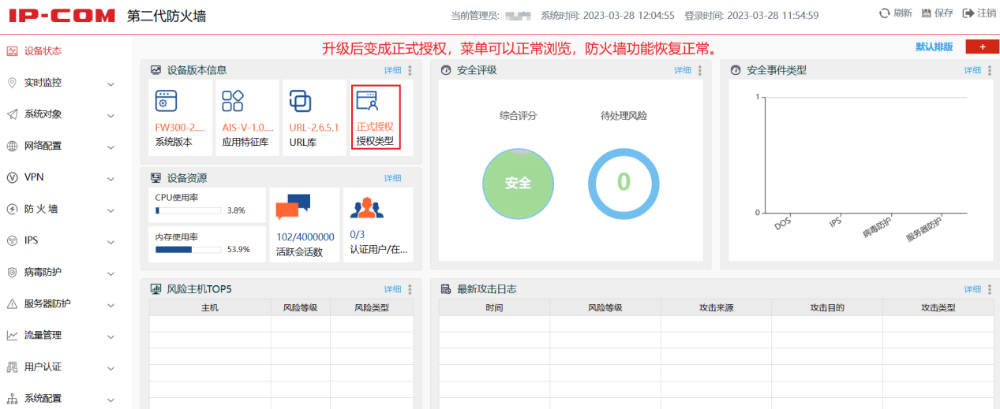 IP-COM 第二代防火墙
当前管理员: 系统时间: 2023-03-28 12:04:55 登录时间: 2023-03-28 11:54:59
刷新 保存 注销
升级后变成正式授权，菜单可以正常浏览，防火墙功能恢复正常。
默认排版 +
设备状态
实时监控
系统对象
网络配置
VPN
防 火 墙
IPS
病毒防护
服务器防护
流量管理
用户认证
系统配置
设备版本信息 详细
FW300-2....
系统版本
AIS-V-1.0....
应用特征库
URL-2.6.5.1
URL库
正式授权
授权类型
设备资源 详细
CPU使用率
3.8%
内存使用率
53.9%
102/4000000
活跃会话数
0/3
认证用户/在...
安全评级 详细
综合评分 待处理风险
安全 0
安全事件类型 详细
1
0
DOS IPS 病毒防护 服务器防护
风险主机TOP5 详细
主机 风险等级 风险类型
最新攻击日志 详细
时间 风险等级 攻击来源 攻击目的 攻击类型